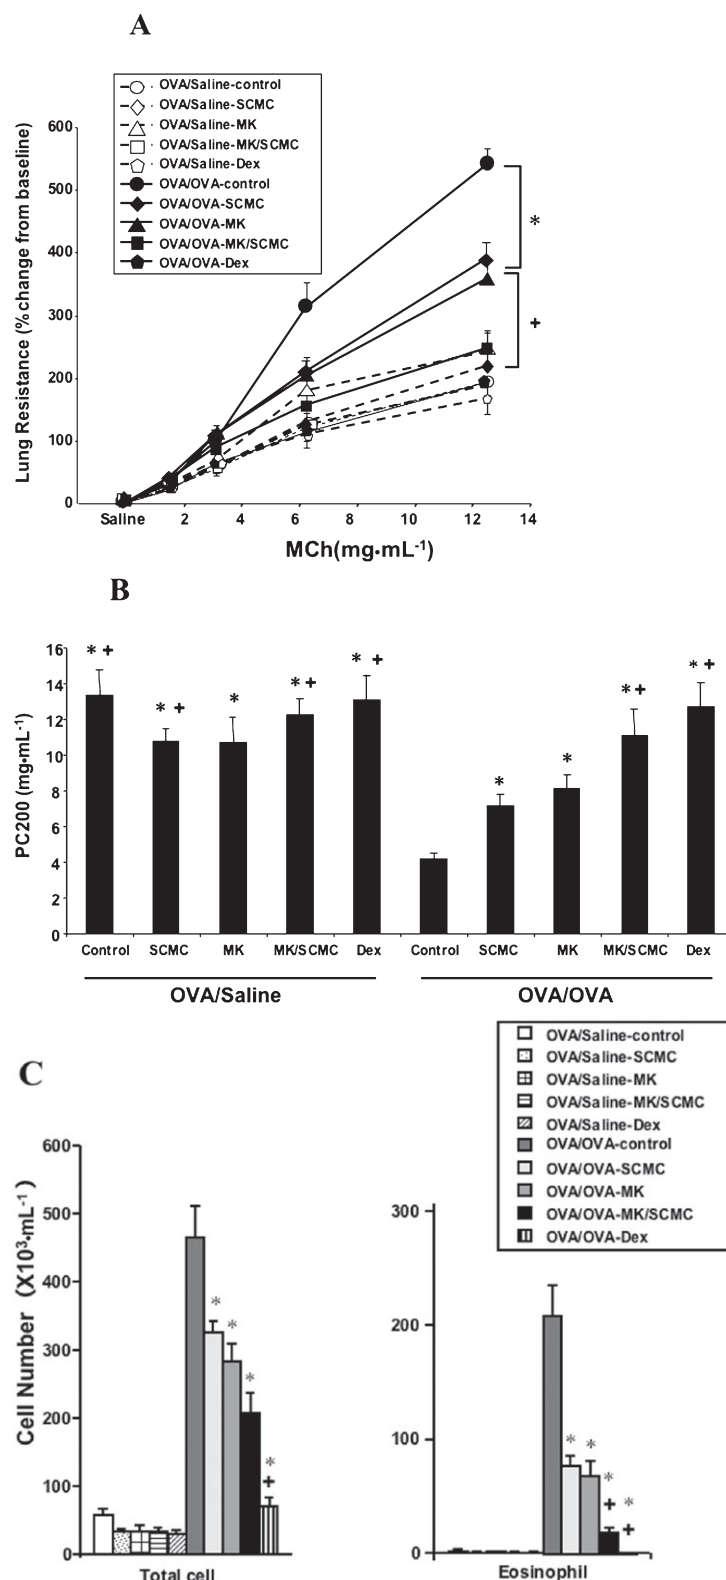 A
OVA/Saline-control
OVA/Saline-SCMC
OVA/Saline-MK
OVA/Saline-MK/SCMC
OVA/Saline-Dex
OVA/OVA-control
OVA/OVA-SCMC
OVA/OVA-MK
OVA/OVA-MK/SCMC
OVA/OVA-Dex
Lung Resistance (% change from baseline)
600
500
400
300
200
100
0
*
+
Saline 2 4 6 8 10 12 14
MCh(mg•mL-1)
B
PC200 (mg•mL-1)
16
14
12
10
8
6
4
2
0
* + * + * * + * + * * * + * +
Control SCMC MK MK/SCMC Dex Control SCMC MK MK/SCMC Dex
OVA/Saline OVA/OVA
C
OVA/Saline-control
OVA/Saline-SCMC
OVA/Saline-MK
OVA/Saline-MK/SCMC
OVA/Saline-Dex
OVA/OVA-control
OVA/OVA-SCMC
OVA/OVA-MK
OVA/OVA-MK/SCMC
OVA/OVA-Dex
Cell Number (X10³•mL-1)
600
500
400
300
200
100
0
* * * * +
Total cell
300
200
100
0
* * * + * +
Eosinophil